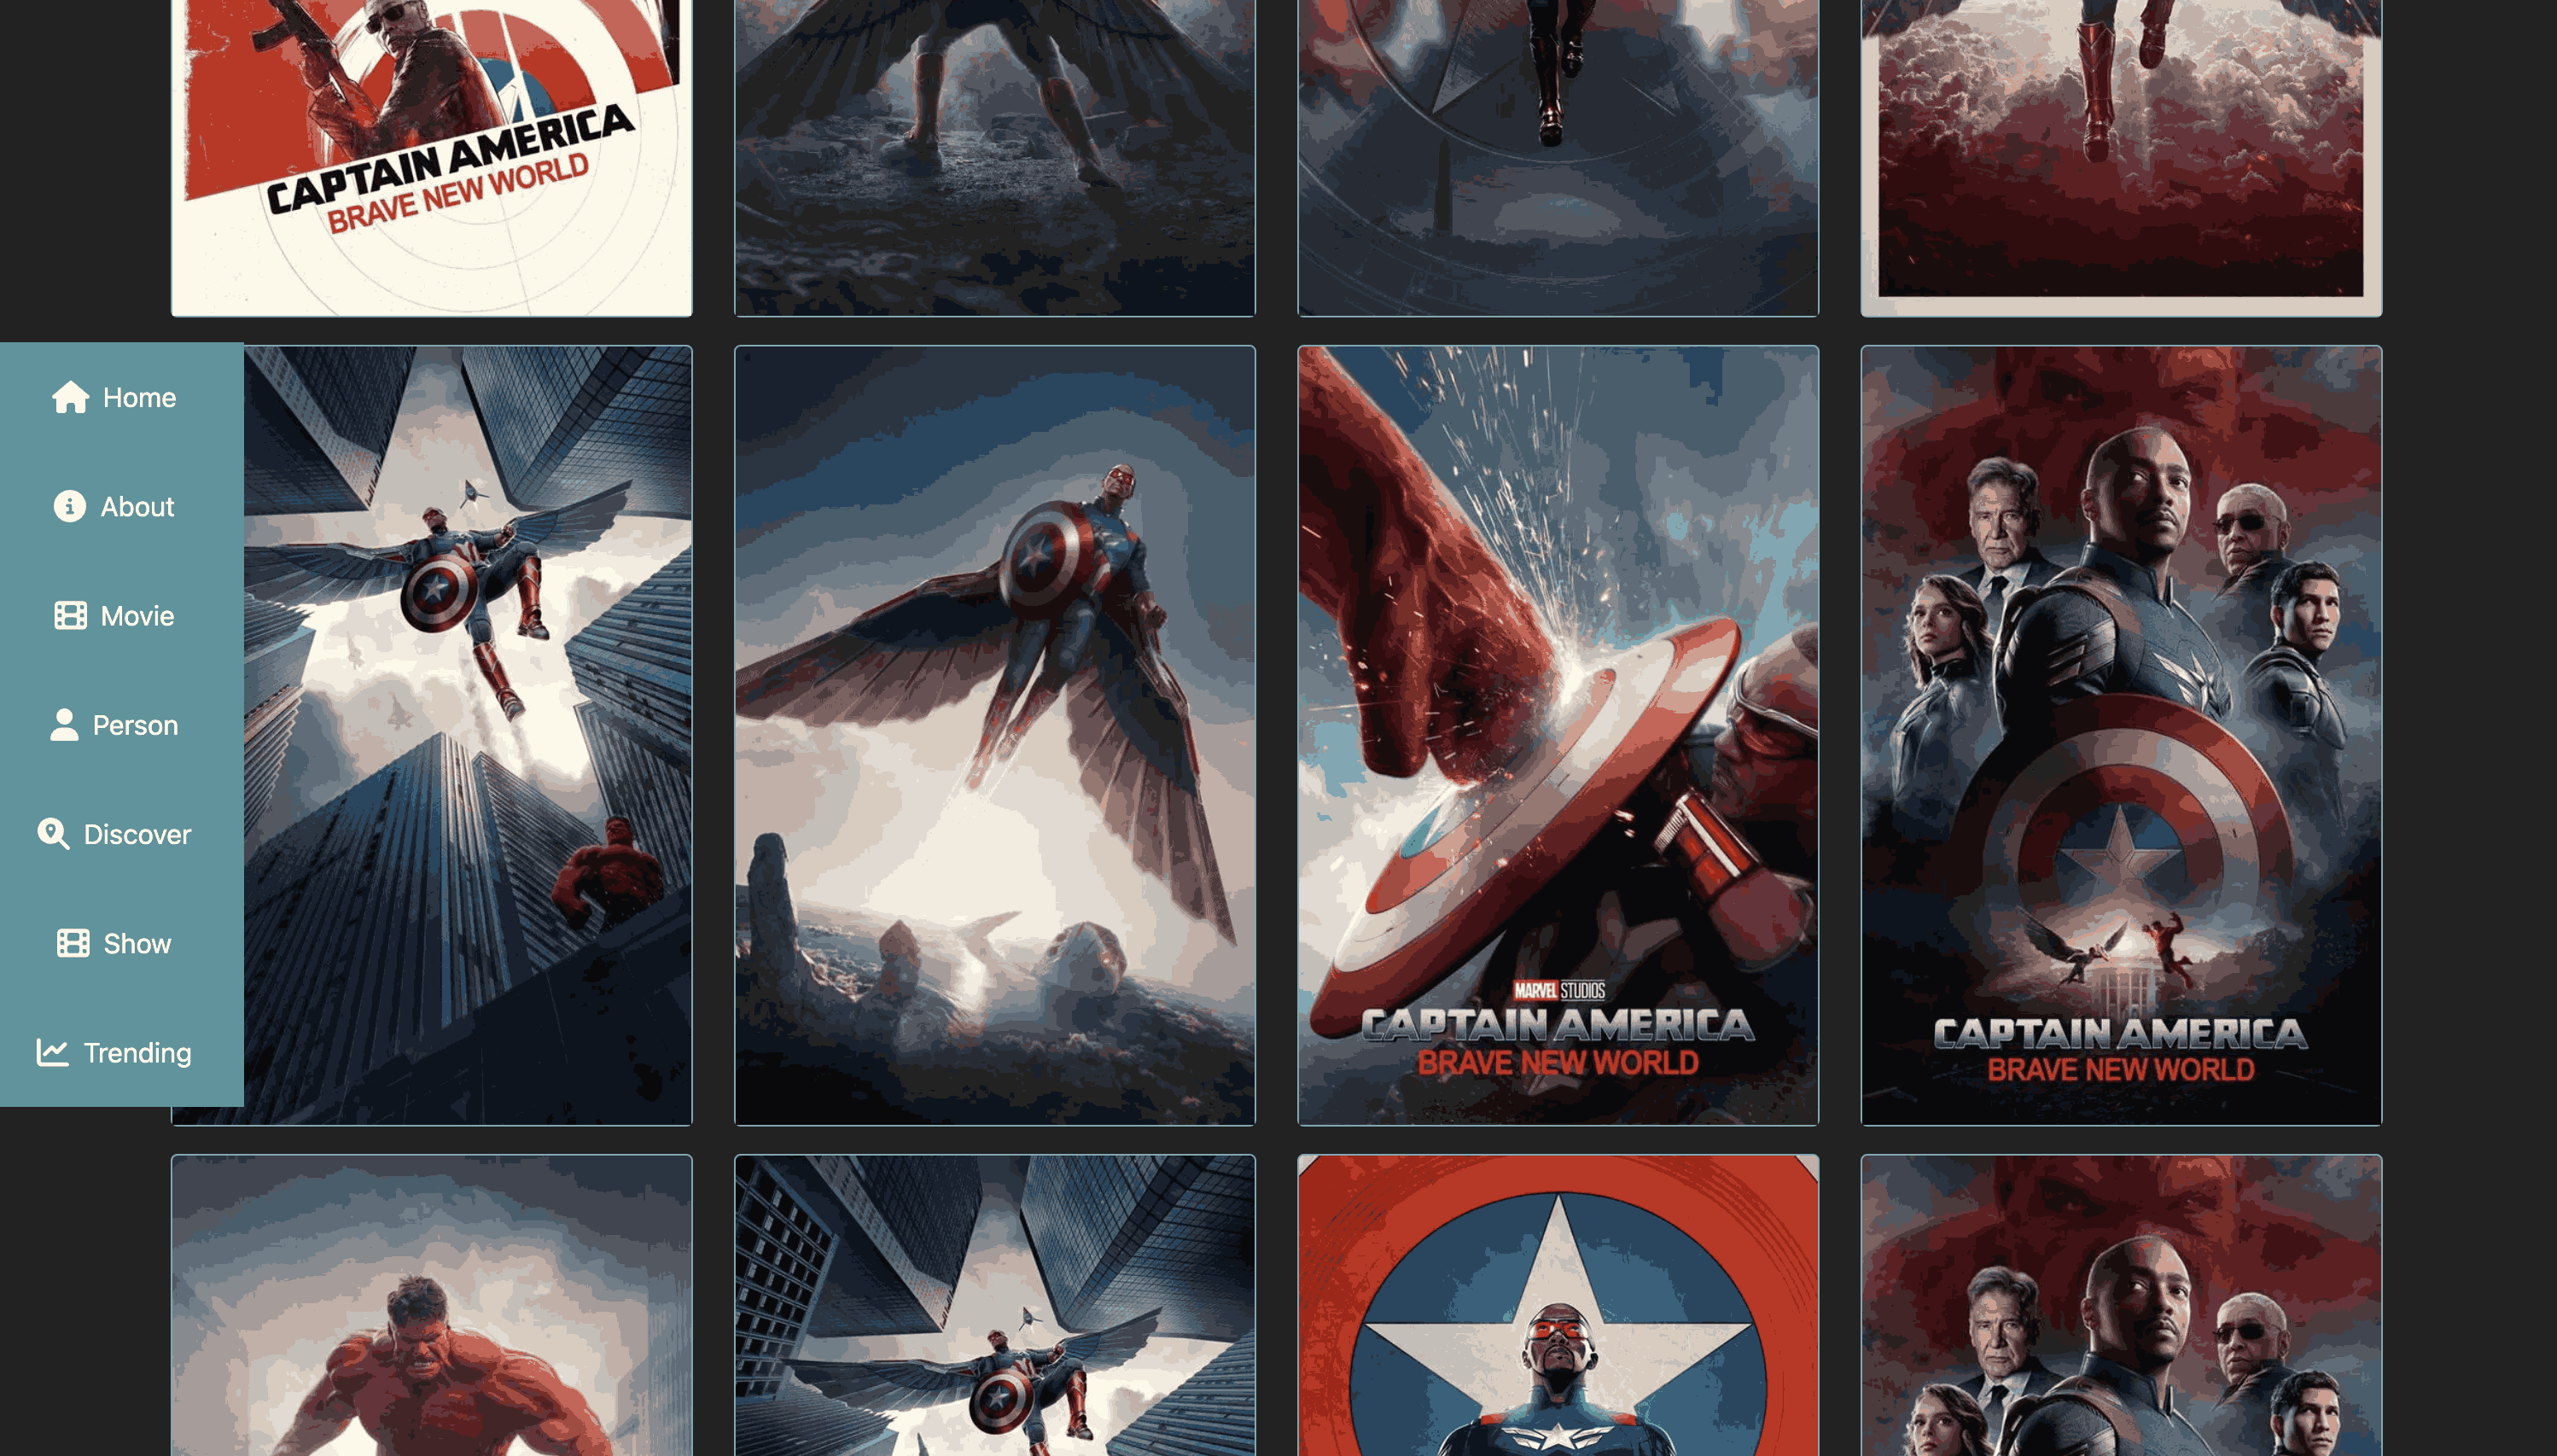 CAPTAIN AMERICA
BRAVE NEW WORLD
Home
About
Movie
Person
Discover
Show
Trending
MARVEL STUDIOS
CAPTAIN AMERICA
BRAVE NEW WORLD
CAPTAIN AMERICA
BRAVE NEW WORLD